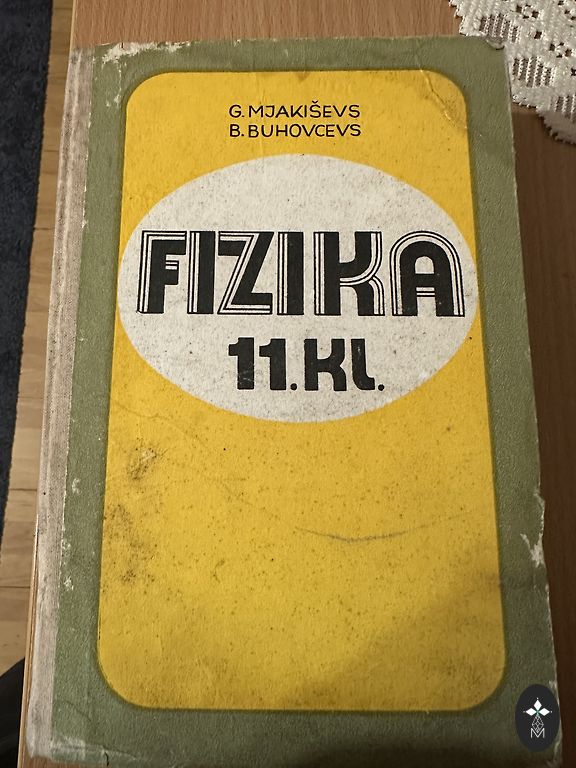 G. MJAKIŠEVS
B. BUHOVCEVS
FIZIKA
11. Kl.
M